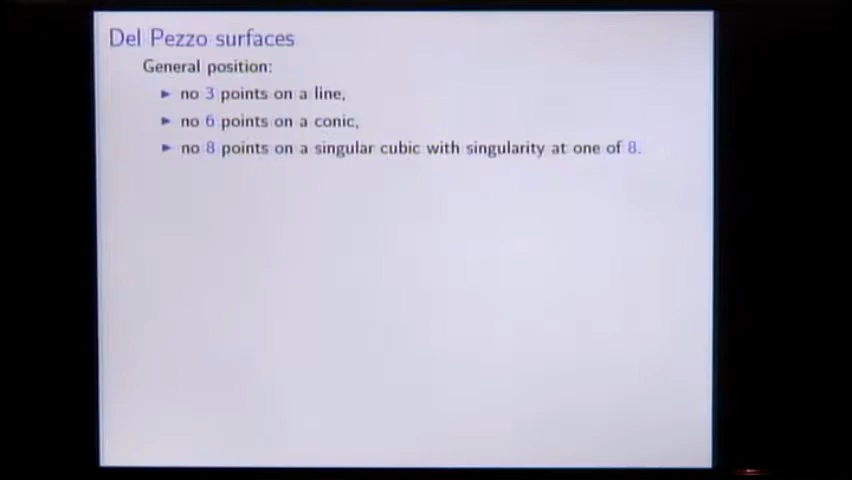 Del Pezzo surfaces
General position:
▶ no 3 points on a line,
▶ no 6 points on a conic,
▶ no 8 points on a singular cubic with singularity at one of 8.